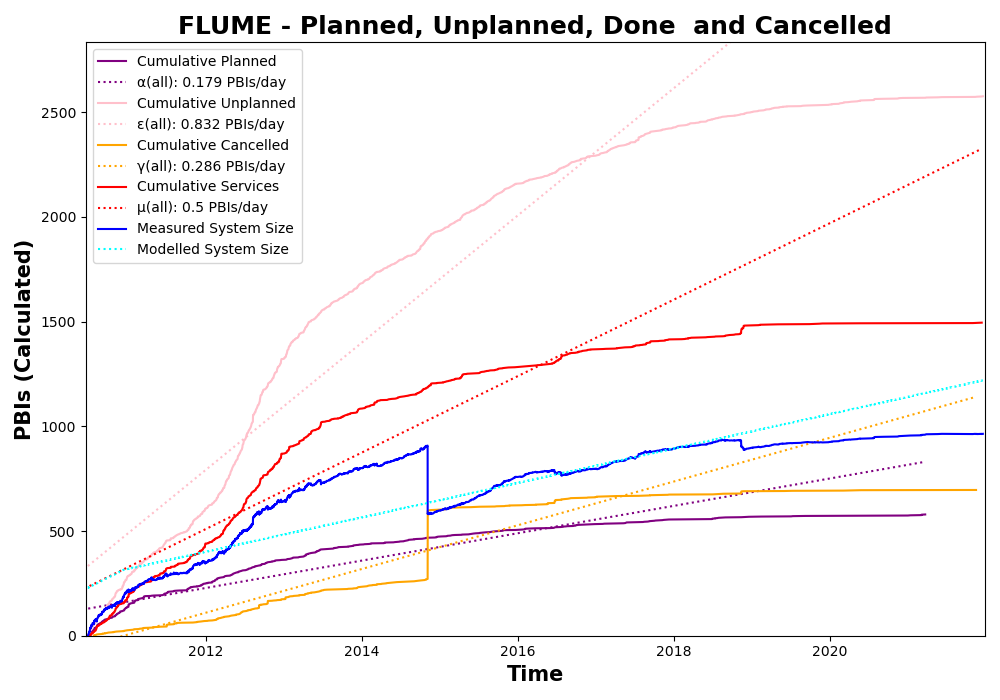 FLUME - Planned, Unplanned, Done  and Cancelled
Cumulative Planned
α(all): 0.179 PBIs/day
Cumulative Unplanned
ε(all): 0.832 PBIs/day
Cumulative Cancelled
γ(all): 0.286 PBIs/day
Cumulative Services
μ(all): 0.5 PBIs/day
Measured System Size
Modelled System Size
PBIs (Calculated)
2500
2000
1500
1000
500
0
2012 2014 2016 2018 2020
Time